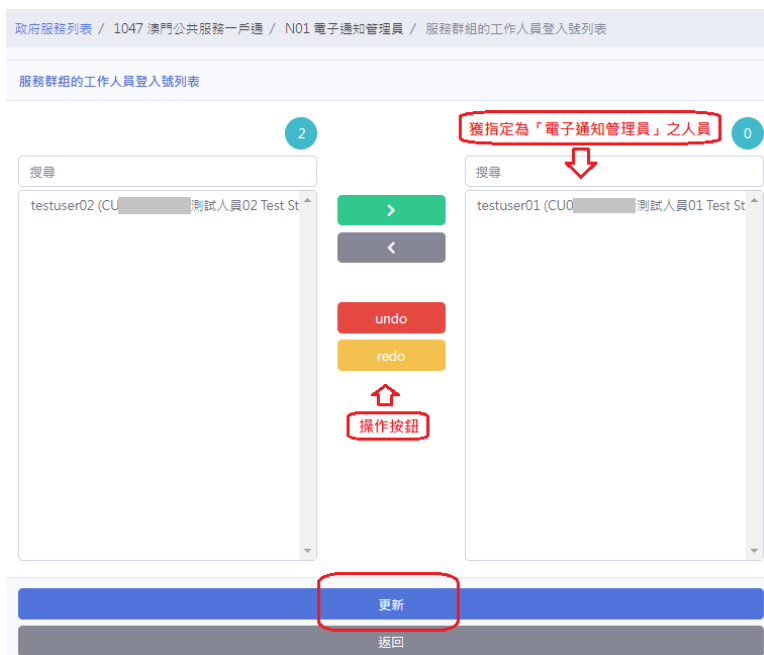 政府服務列表 / 1047 澳門公共服務一戶通 / N01 電子通知管理員 / 服務群組的工作人員登入號列表
服務群組的工作人員登入號列表
2
獲指定為「電子通知管理員」之人員
0
搜尋
搜尋
testuser02 (CU 測試人員02 Test St
testuser01 (CU0 測試人員01 Test St
>
<
undo
redo
操作按鈕
更新
返回